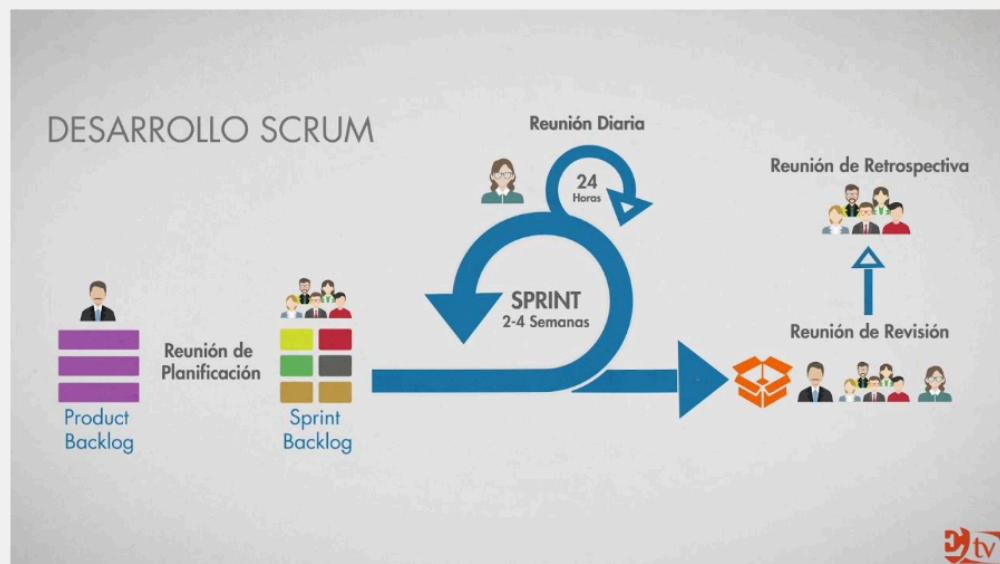 DESARROLLO SCRUM
Reunión Diaria
24
Horas
Reunión de Retrospectiva
SPRINT
2-4 Semanas
Reunión de Revisión
Reunión de
Planificación
Product
Backlog
Sprint
Backlog
E tv